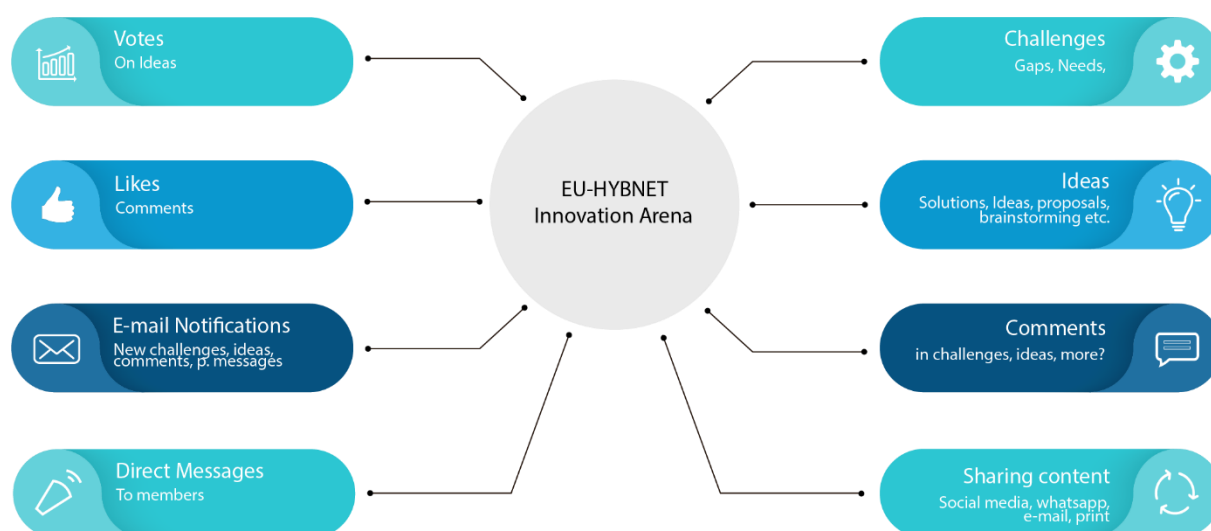 Votes
On Ideas
Likes
Comments
E-mail Notifications
New challenges, ideas,
comments, p. messages
Direct Messages
To members
EU-HYBNET
Innovation Arena
Challenges
Gaps, Needs,
Ideas
Solutions, Ideas, proposals,
brainstorming etc.
Comments
in challenges, ideas, more?
Sharing content
Social media, whatsapp,
e-mail, print